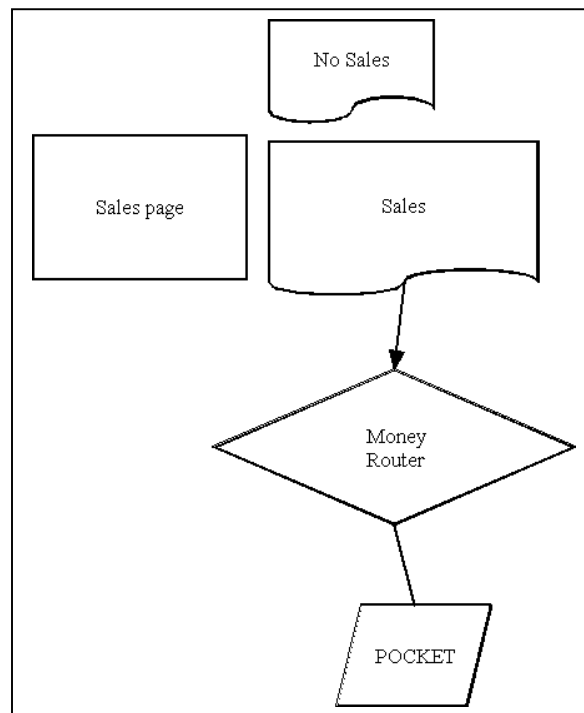 No Sales
Sales page
Sales
Money
Router
POCKET